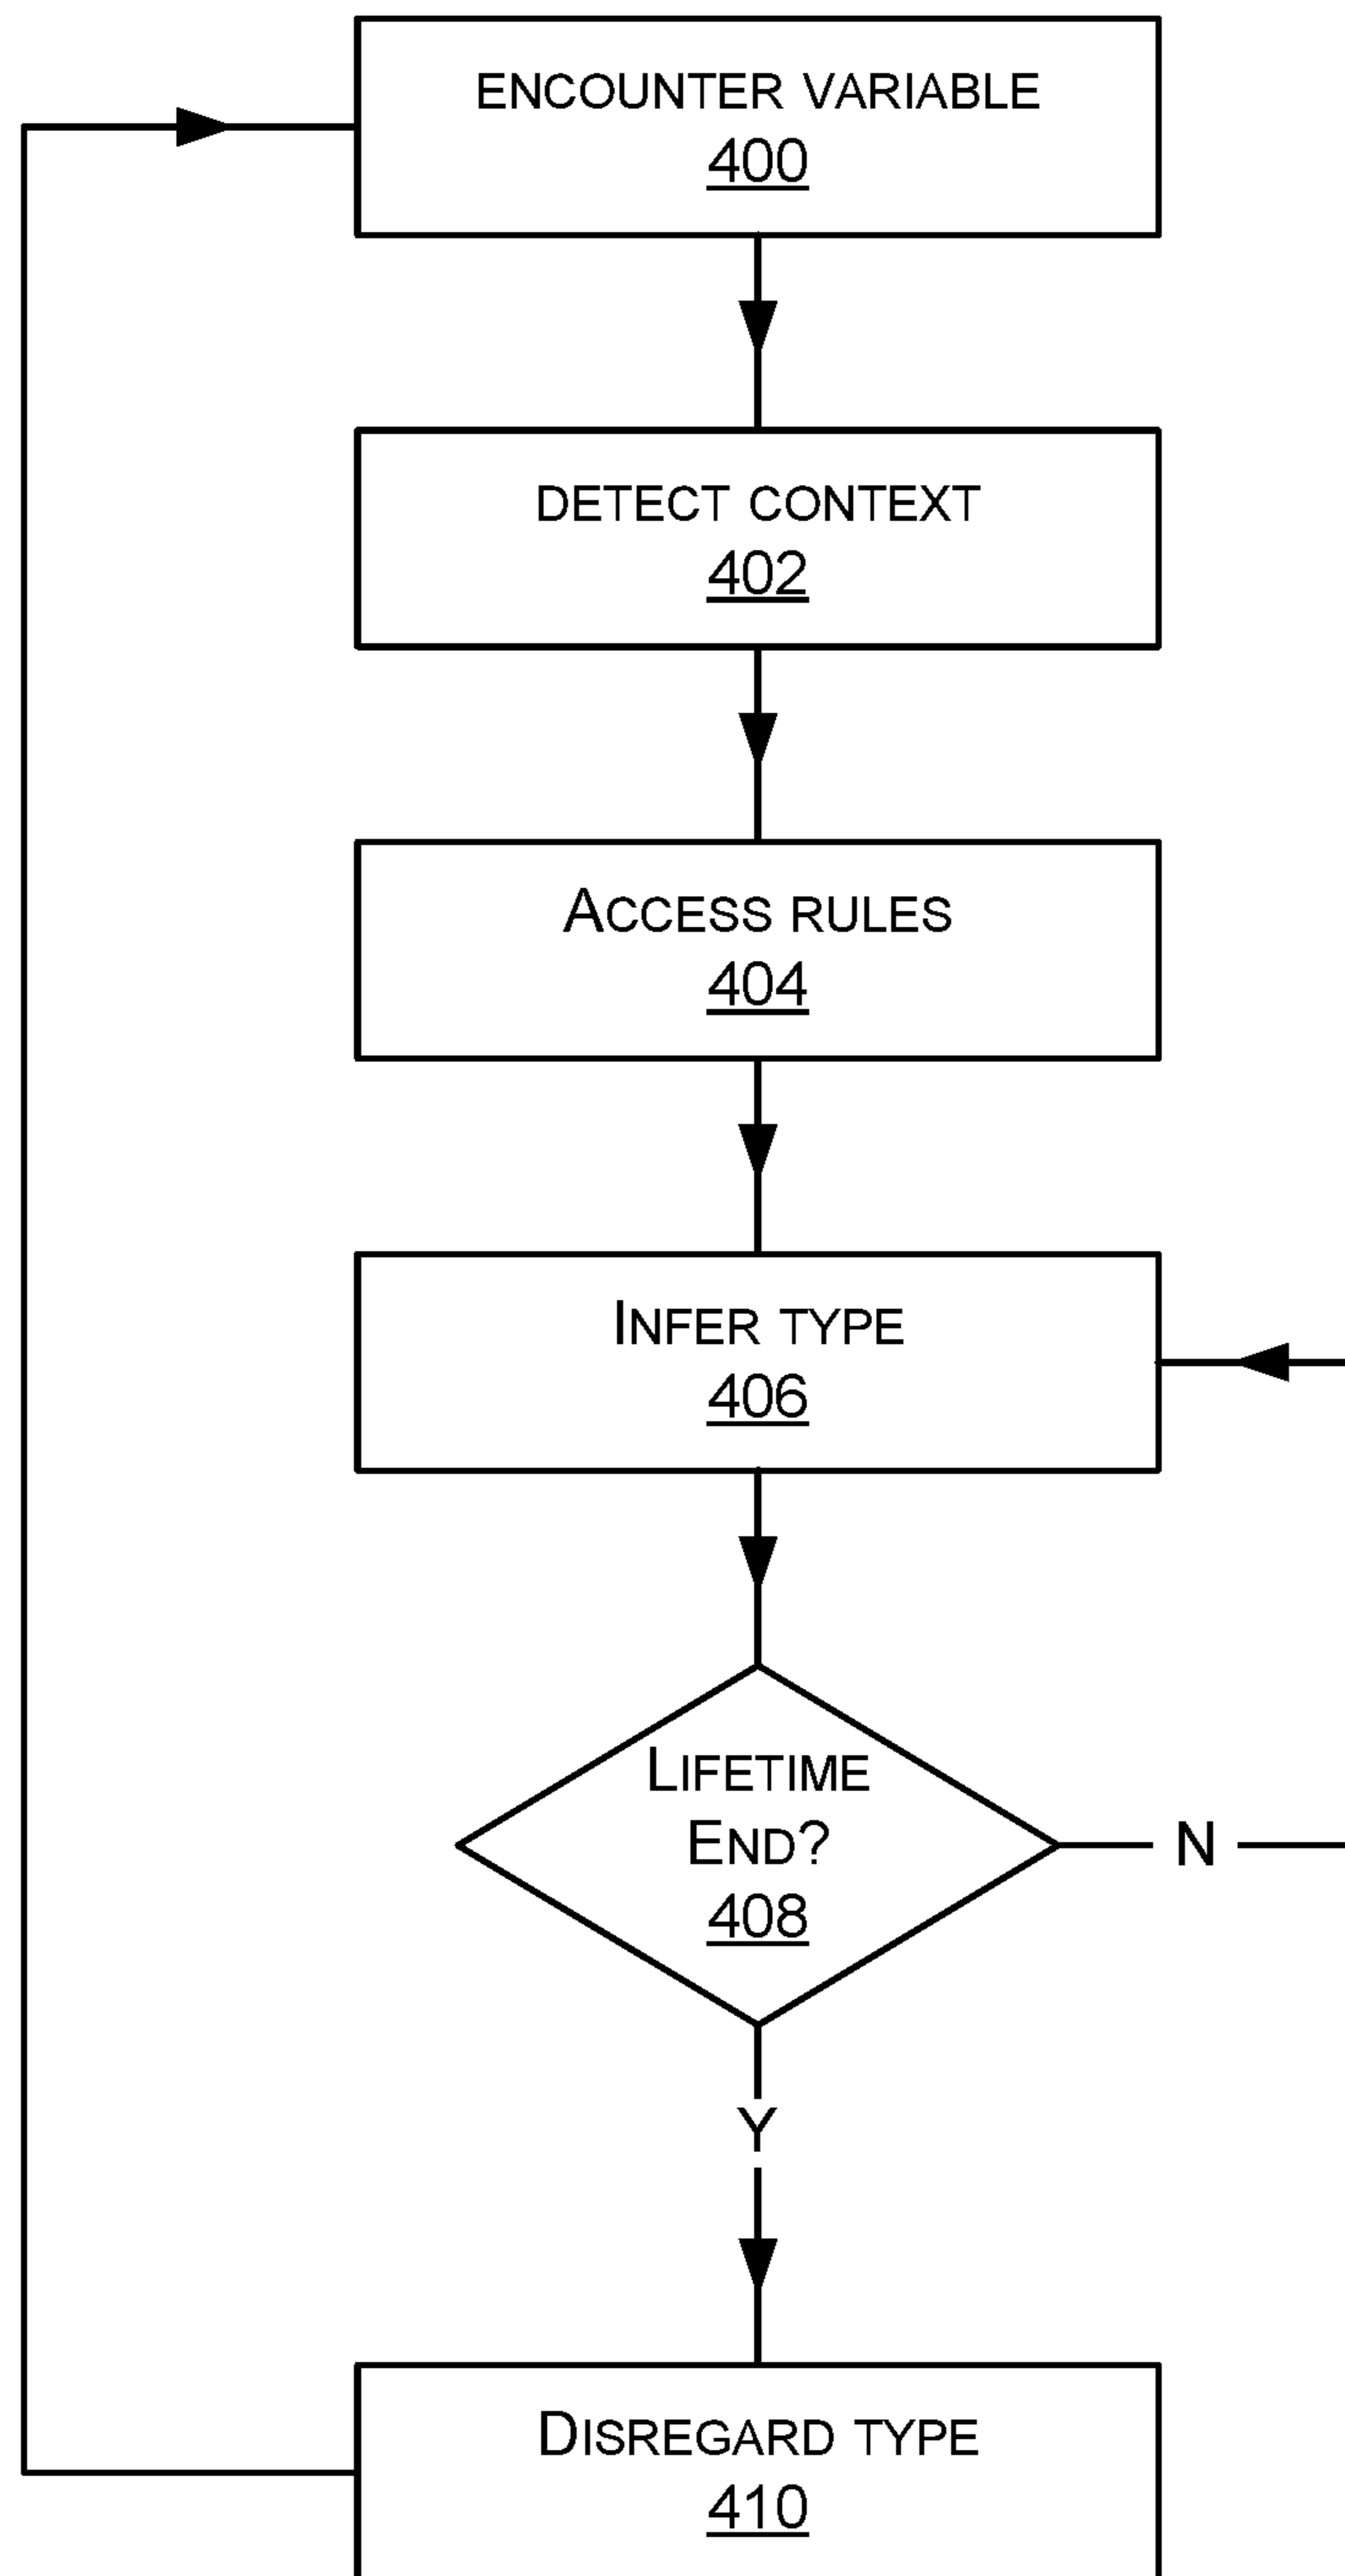 ENCOUNTER VARIABLE
400
DETECT CONTEXT
402
ACCESS RULES
404
INFER TYPE
406
LIFETIME
END?
408
N
Y
DISREGARD TYPE
410